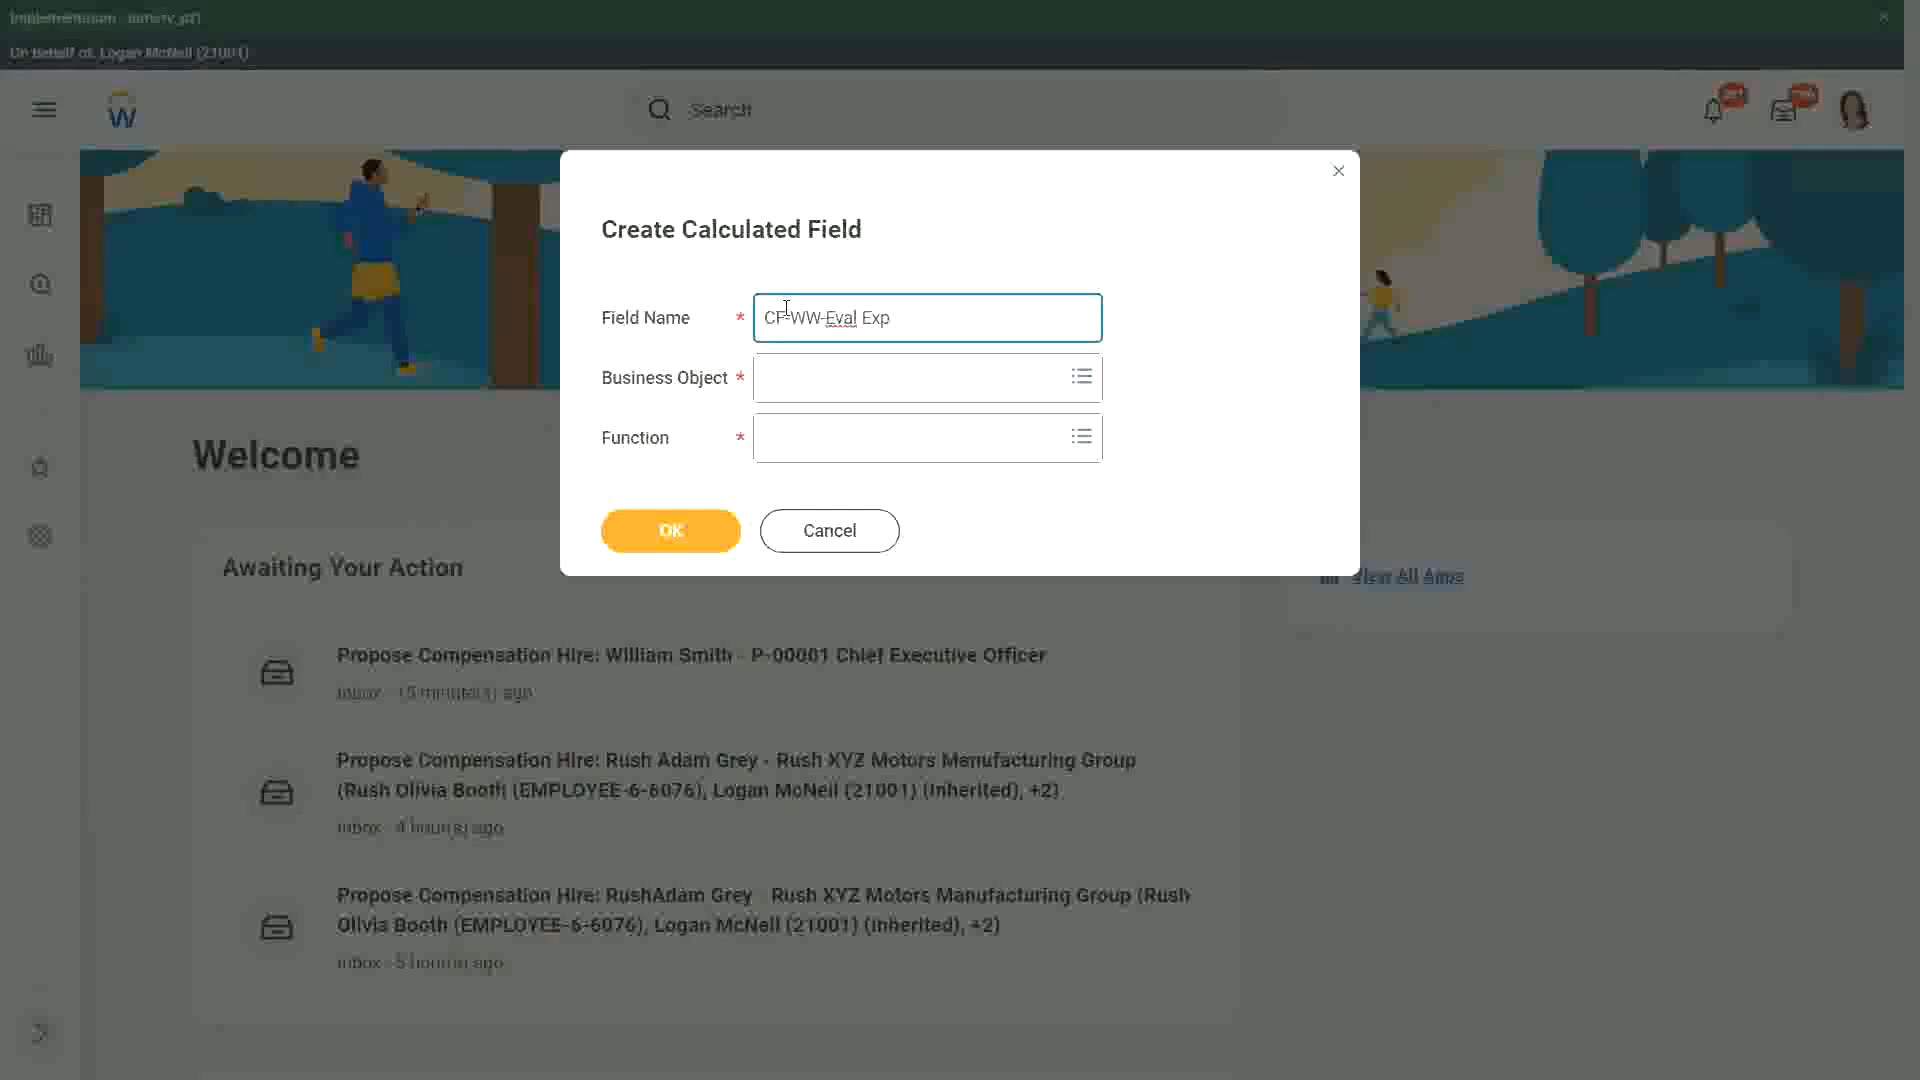 On behalf of: Logan McNeil (21001)
Search
Create Calculated Field
Field Name *
CF-WW-Eval Exp
Business Object *
Function *
OK
Cancel
Welcome
Awaiting Your Action
View All Apps
Propose Compensation Hire: William Smith - P-00001 Chief Executive Officer
Inbox - 15 minute(s) ago
Propose Compensation Hire: Rush Adam Grey - Rush XYZ Motors Manufacturing Group
(Rush Olivia Booth (EMPLOYEE-6-6076), Logan McNeil (21001) (Inherited), +2)
Inbox - 4 hour(s) ago
Propose Compensation Hire: RushAdam Grey - Rush XYZ Motors Manufacturing Group (Rush
Olivia Booth (EMPLOYEE-6-6076), Logan McNeil (21001) (Inherited), +2)
Inbox - 5 hour(s) ago